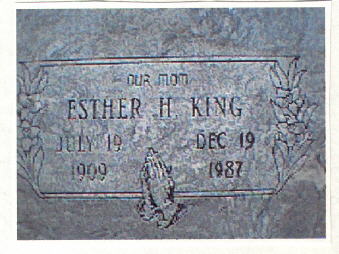 OUR MOM
ESTHER H. KING
JULY 19 DEC 19
1909 1987